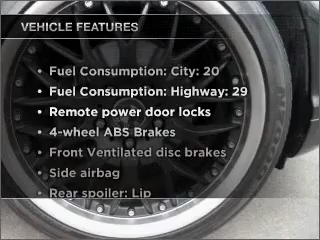 VEHICLE FEATURES
• Fuel Consumption: City: 20
• Fuel Consumption: Highway: 29
• Remote power door locks
• 4-wheel ABS Brakes
• Front Ventilated disc brakes
• Side airbag
• Rear spoiler: Lip